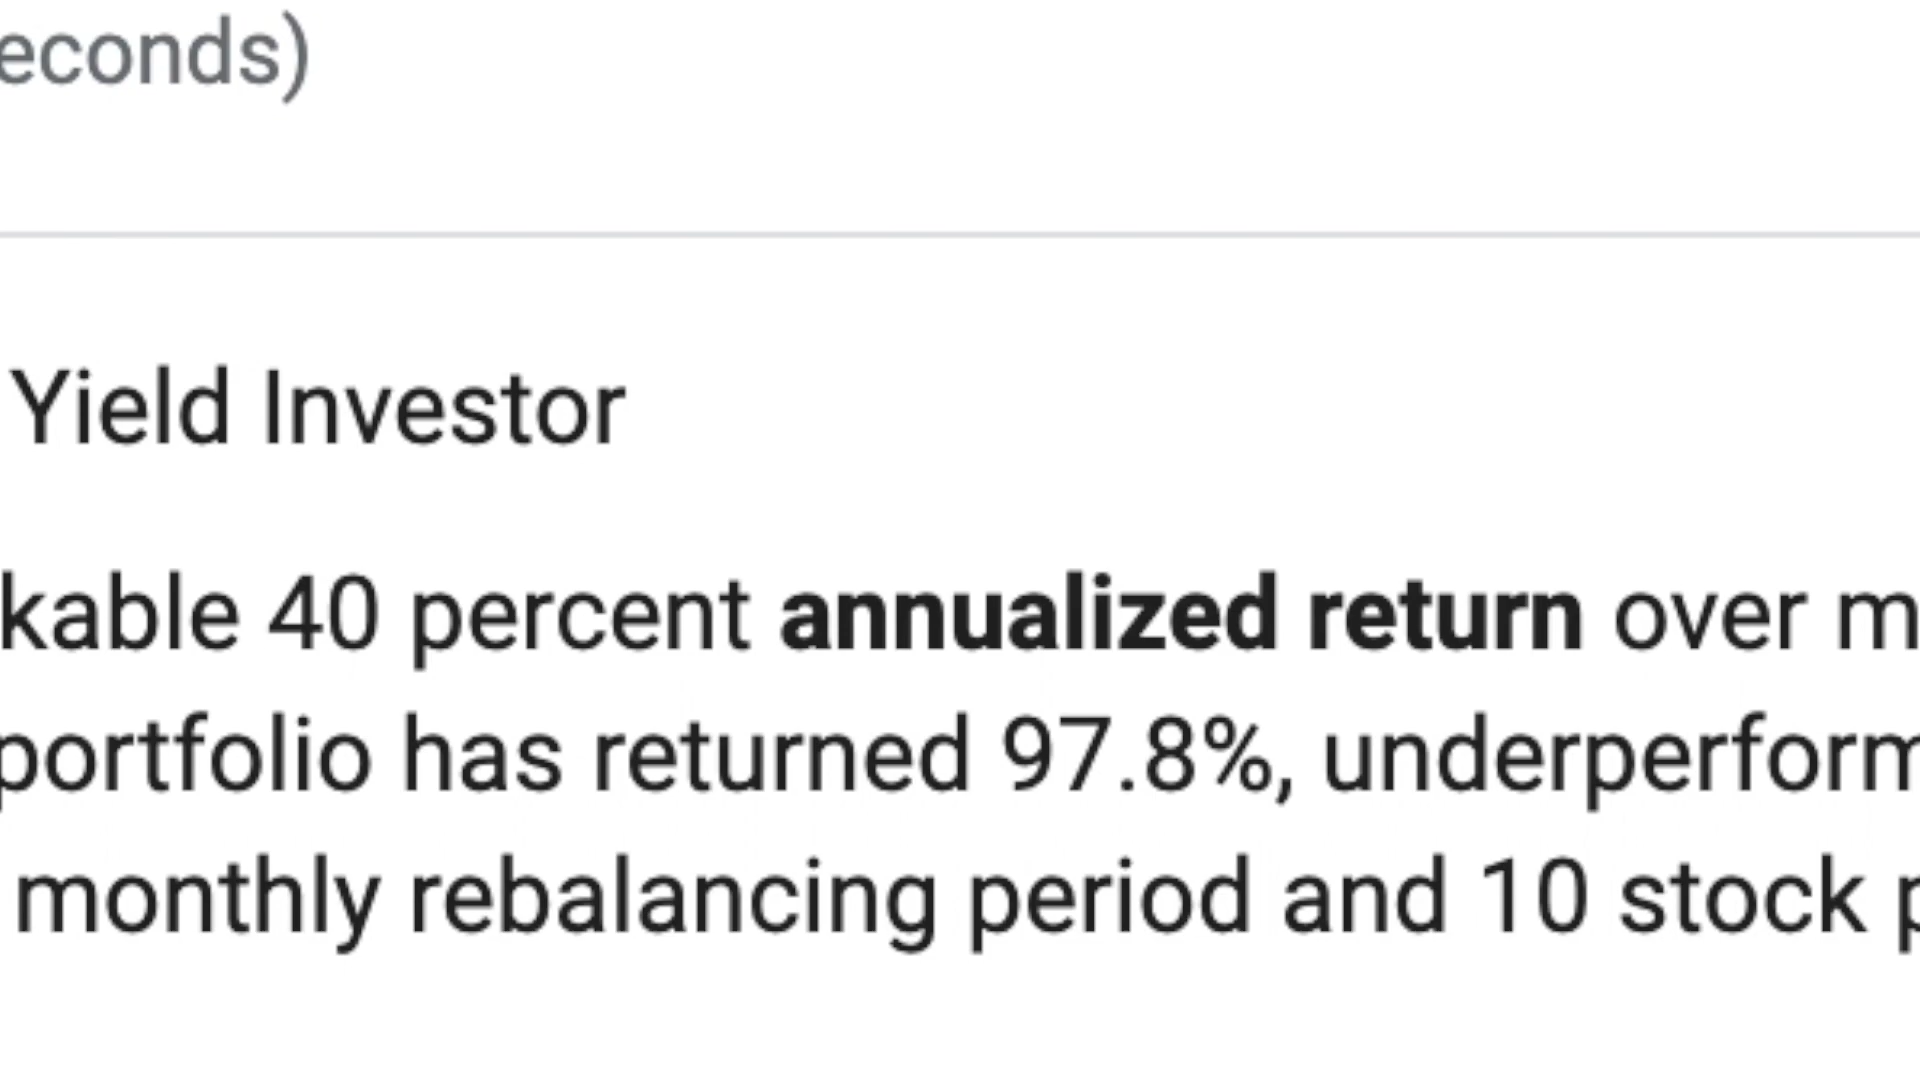 econds)
Yield Investor
kable 40 percent annualized return over m
portfolio has returned 97.8%, underperform
monthly rebalancing period and 10 stock p